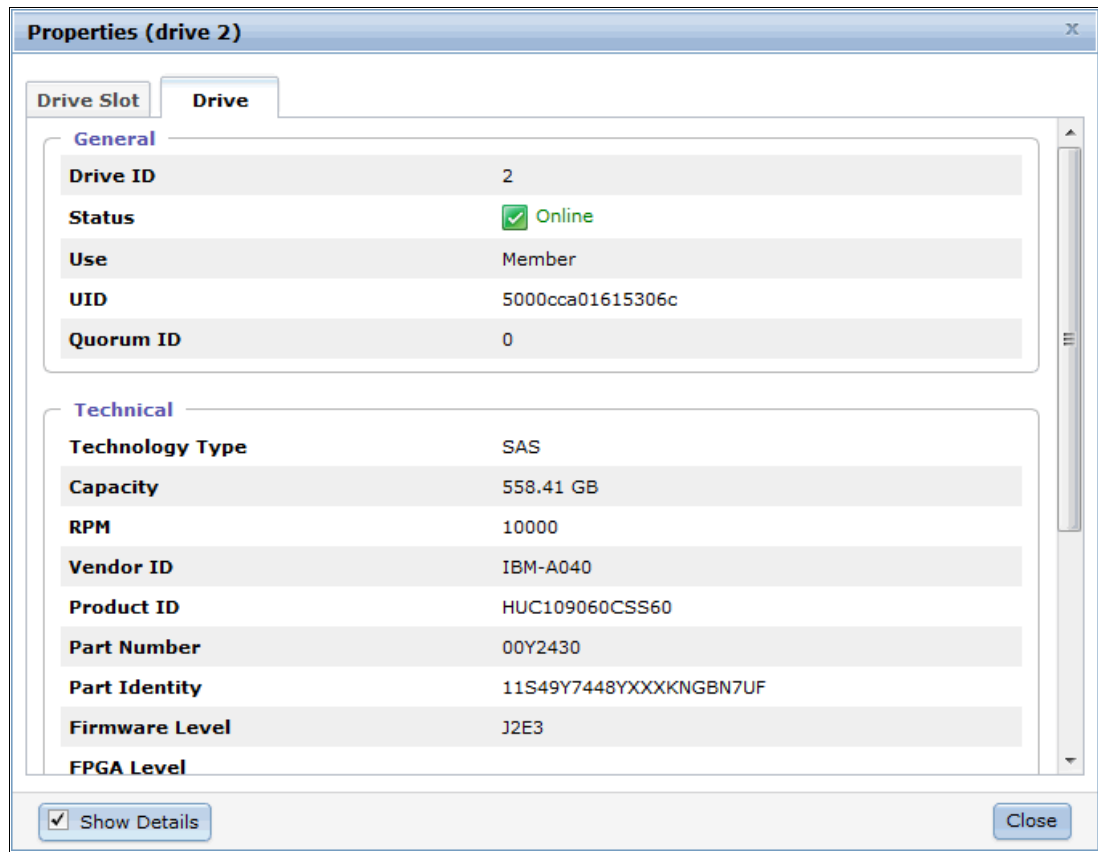 Properties (drive 2) x
Drive Slot Drive
General
Drive ID 2
Status Online
Use Member
UID 5000cca01615306c
Quorum ID 0
Technical
Technology Type SAS
Capacity 558.41 GB
RPM 10000
Vendor ID IBM-A040
Product ID HUC109060CSS60
Part Number 00Y2430
Part Identity 11S49Y7448YXXXKNGBN7UF
Firmware Level J2E3
FPGA Level
Show Details Close